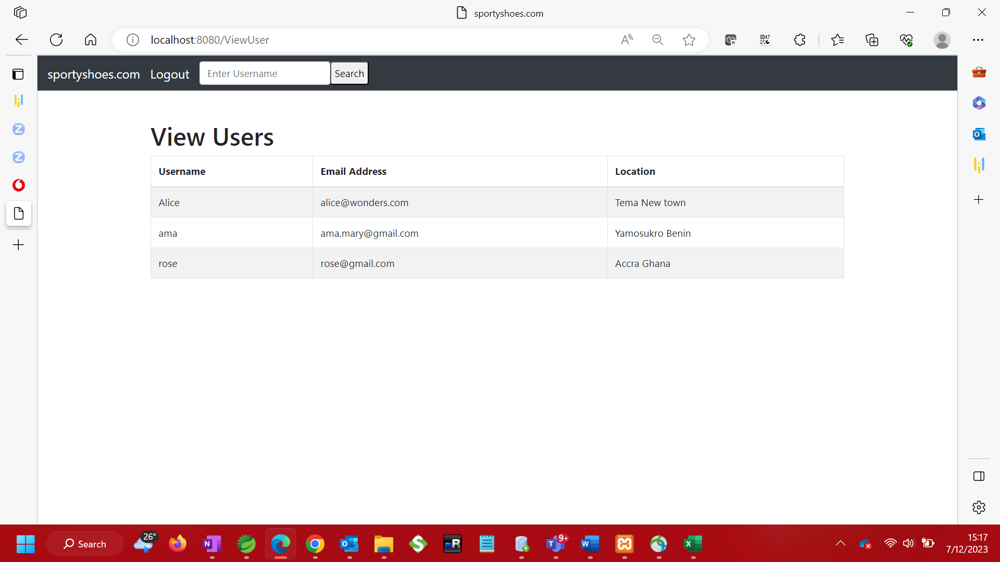 sportyshoes.com
localhost:8080/ViewUser
sportyshoes.com Logout Enter Username Search
View Users
Username Email Address Location
Alice alice@wonders.com Tema New town
ama ama.mary@gmail.com Yamosukro Benin
rose rose@gmail.com Accra Ghana
26°
Search
9+
15:17
7/12/2023